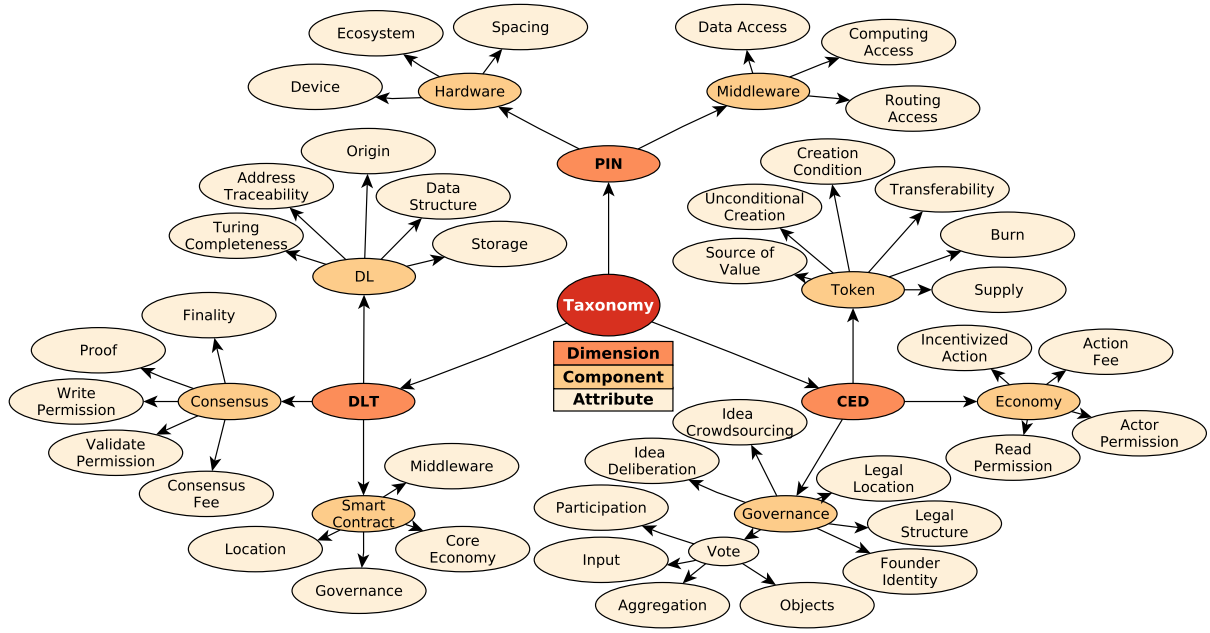 Ecosystem
Spacing
Data Access
Computing
Access
Device
Hardware
Middleware
Routing
Access
Origin
PIN
Creation
Condition
Address
Traceability
Data
Structure
Transferability
Unconditional
Creation
Turing
Completeness
Storage
Burn
Source of
Value
DL
Token
Supply
Taxonomy
Finality
Dimension
Component
Attribute
Incentivized
Action
Action
Fee
Proof
Write
Permission
Consensus
DLT
CED
Economy
Idea
Crowdsourcing
Actor
Permission
Validate
Permission
Read
Permission
Idea
Deliberation
Middleware
Legal
Location
Consensus
Fee
Smart
Contract
Participation
Governance
Legal
Structure
Location
Core
Economy
Vote
Input
Founder
Identity
Governance
Aggregation
Objects